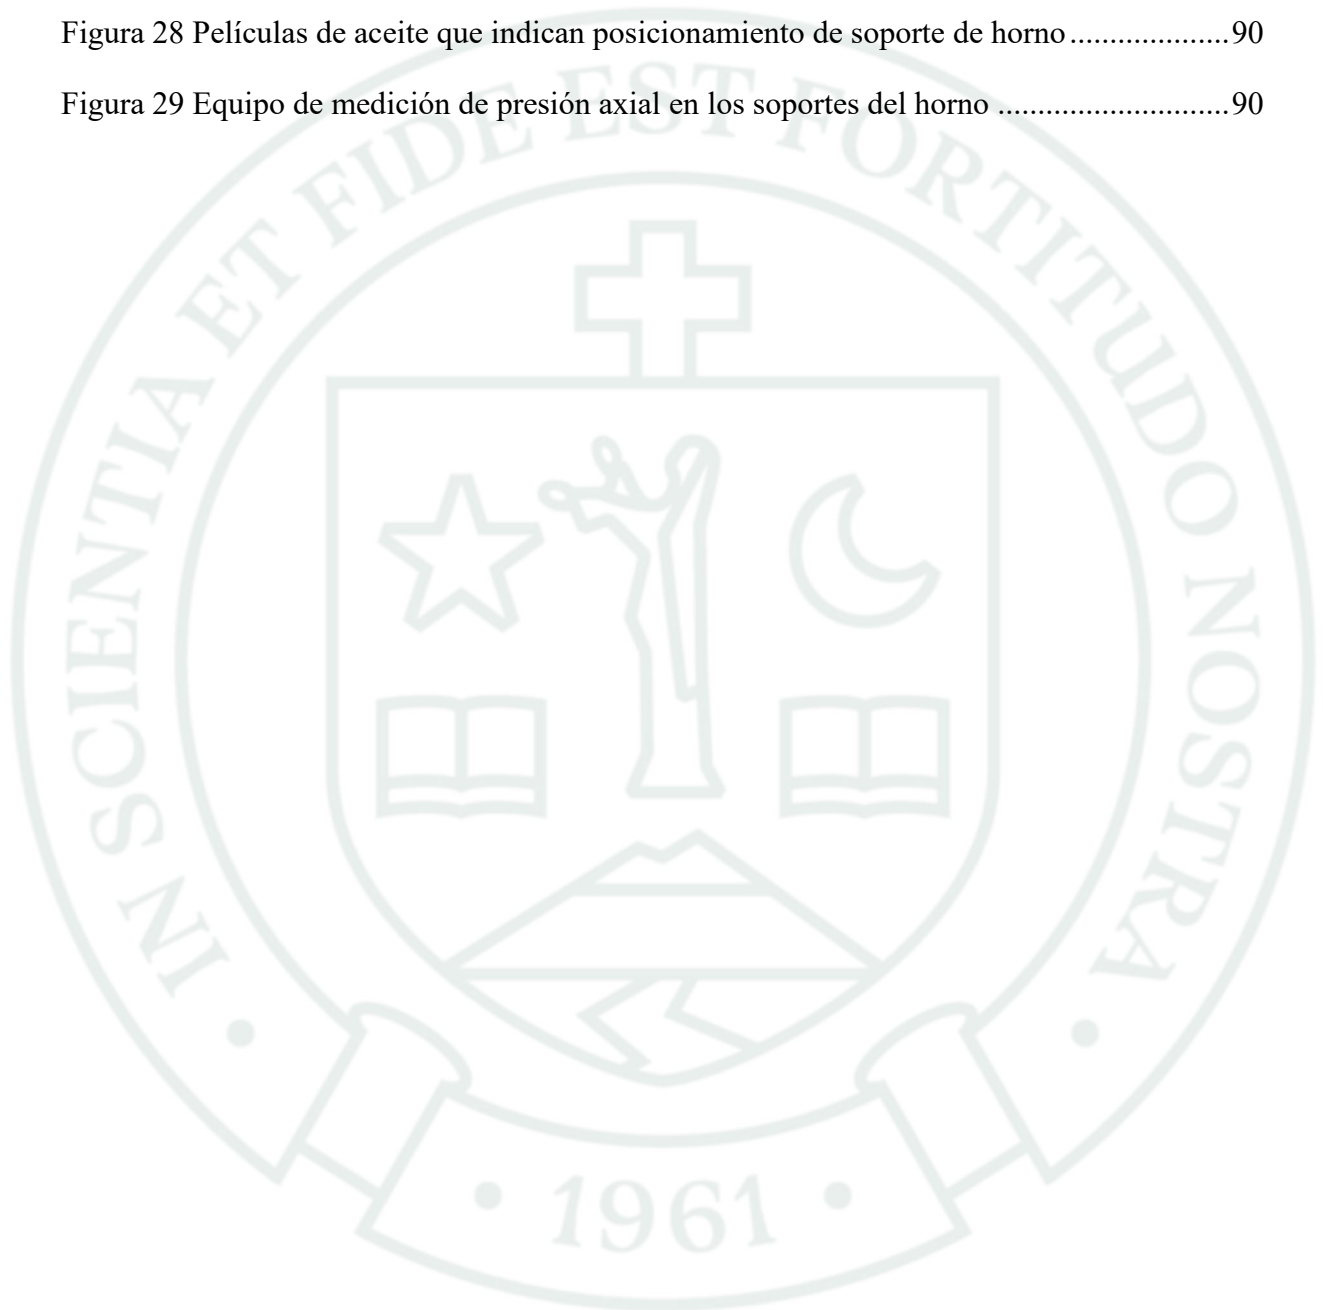 Figura 28 Películas de aceite que indican posicionamiento de soporte de horno....................90
Figura 29 Equipo de medición de presión axial en los soportes del horno .............................90
IN SCIENTIA ET FIDE EST FORTITUDO NOSTRA
• 1961 •